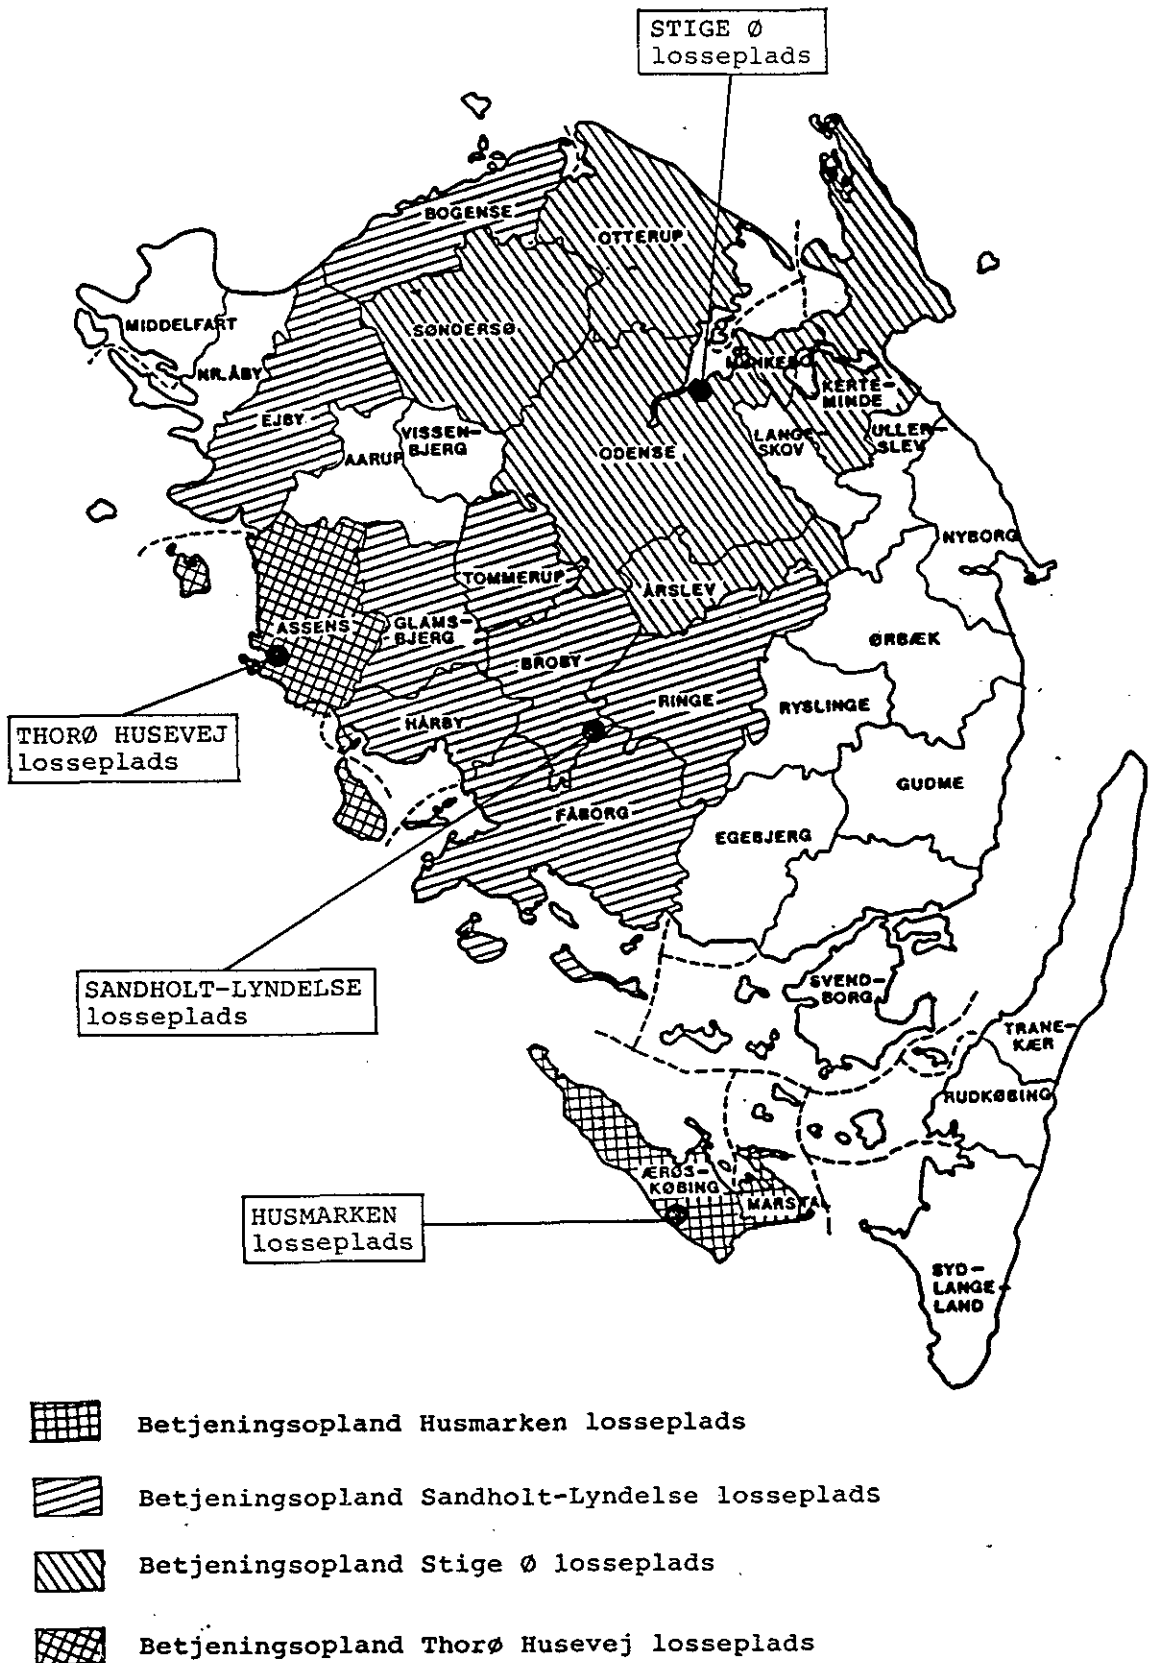 STIGE Ø
losseplads
BOGENSE
OTTERUP
MIDDELFART
SØNDERSØ
NR. ÅBY
MUNKEBO
KERTE-
MINDE
EJBY
VISSEN-
BJERG
AARUP
ODENSE
LANGE-
SKOV
ULLER-
SLEV
NYBORG
TOMMERUP
ÅRSLEV
ASSENS
GLAMS-
BJERG
BROBY
ØRBÆK
RINGE
RYSLINGE
HÅRBY
THORØ HUSEVEJ
losseplads
GUDME
FÅBORG
EGEBJERG
SANDHOLT-LYNDELSE
losseplads
SVEND-
BORG
TRANE-
KÆR
RUDKØBING
ÆRØS-
KØBING
MARSTAL
HUSMARKEN
losseplads
SYD-
LANGE-
LAND
Betjeningsopland Husmarken losseplads
Betjeningsopland Sandholt-Lyndelse losseplads
Betjeningsopland Stige Ø losseplads
Betjeningsopland Thorø Husevej losseplads